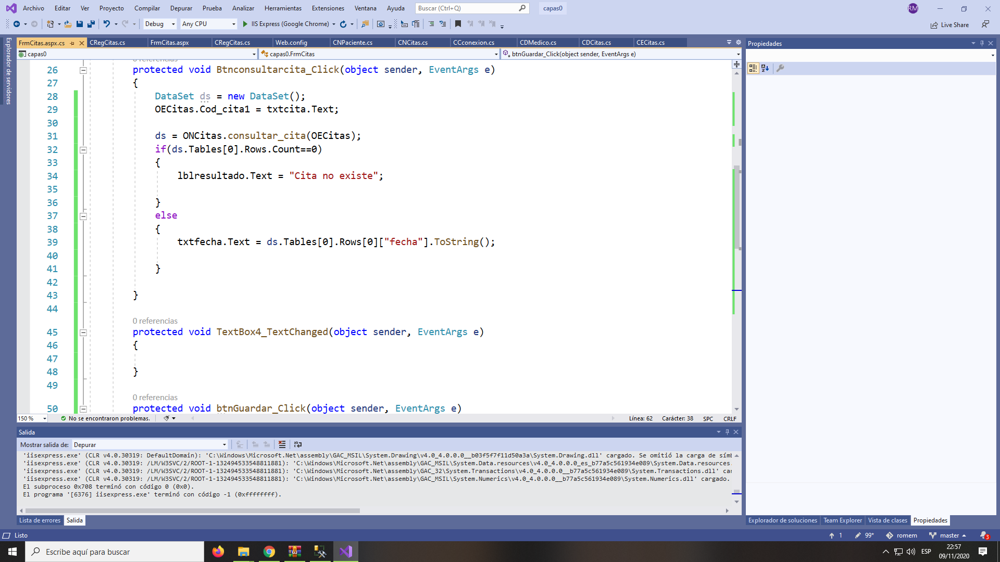 Archivo Editar Ver Proyecto Compilar Depurar Prueba Analizar Herramientas Extensiones Ventana Ayuda Buscar (Ctrl+Q) capas0 RM
Debug Any CPU IIS Express (Google Chrome) Live Share
Explorador de servidores
FrmCitas.aspx.cs CRegCitas.cs FrmCitas.aspx CRegCitas.cs Web.config CNPaciente.cs CNCitas.cs CCconexion.cs CDMedico.cs CDCitas.cs CECitas.cs
Propiedades
capas0 capas0.FrmCitas btnGuardar_Click(object sender, EventArgs e)
0 referencias
26 protected void Btnconsultarcita_Click(object sender, EventArgs e)
27 {
28 DataSet ds = new DataSet();
29 OECitas.Cod_cita1 = txtcita.Text;
30
31 ds = ONCitas.consultar_cita(OECitas);
32 if(ds.Tables[0].Rows.Count==0)
33 {
34 lblresultado.Text = "Cita no existe";
35
36 }
37 else
38 {
39 txtfecha.Text = ds.Tables[0].Rows[0]["fecha"].ToString();
40
41 }
42
43 }
44
0 referencias
45 protected void TextBox4_TextChanged(object sender, EventArgs e)
46 {
47
48 }
49
0 referencias
50 protected void btnGuardar_Click(object sender, EventArgs e)
150 % No se encontraron problemas. Línea: 62 Carácter: 38 SPC CRLF
Salida
Mostrar salida de: Depurar
'iisexpress.exe' (CLR v4.0.30319: DefaultDomain): 'C:\Windows\Microsoft.Net\assembly\GAC_MSIL\System.Drawing\v4.0_4.0.0.0__b03f5f7f11d50a3a\System.Drawing.dll' cargado. Se omitió la carga de símb
'iisexpress.exe' (CLR v4.0.30319: /LM/W3SVC/2/ROOT-1-132494533548811881): 'C:\Windows\Microsoft.Net\assembly\GAC_MSIL\System.Data.resources\v4.0_4.0.0.0_es_b77a5c561934e089\System.Data.resources.
'iisexpress.exe' (CLR v4.0.30319: /LM/W3SVC/2/ROOT-1-132494533548811881): 'C:\Windows\Microsoft.Net\assembly\GAC_32\System.Transactions\v4.0_4.0.0.0__b77a5c561934e089\System.Transactions.dll' car
'iisexpress.exe' (CLR v4.0.30319: /LM/W3SVC/2/ROOT-1-132494533548811881): 'C:\Windows\Microsoft.Net\assembly\GAC_MSIL\System.Numerics\v4.0_4.0.0.0__b77a5c561934e089\System.Numerics.dll' cargado.
El subproceso 0x708 terminó con código 0 (0x0).
El programa '[6376] iisexpress.exe' terminó con código -1 (0xffffffff).
Lista de errores Salida
Explorador de soluciones Team Explorer Vista de clases Propiedades
Listo 1 99* romem master 3
Escribe aquí para buscar ESP 22:57
09/11/2020